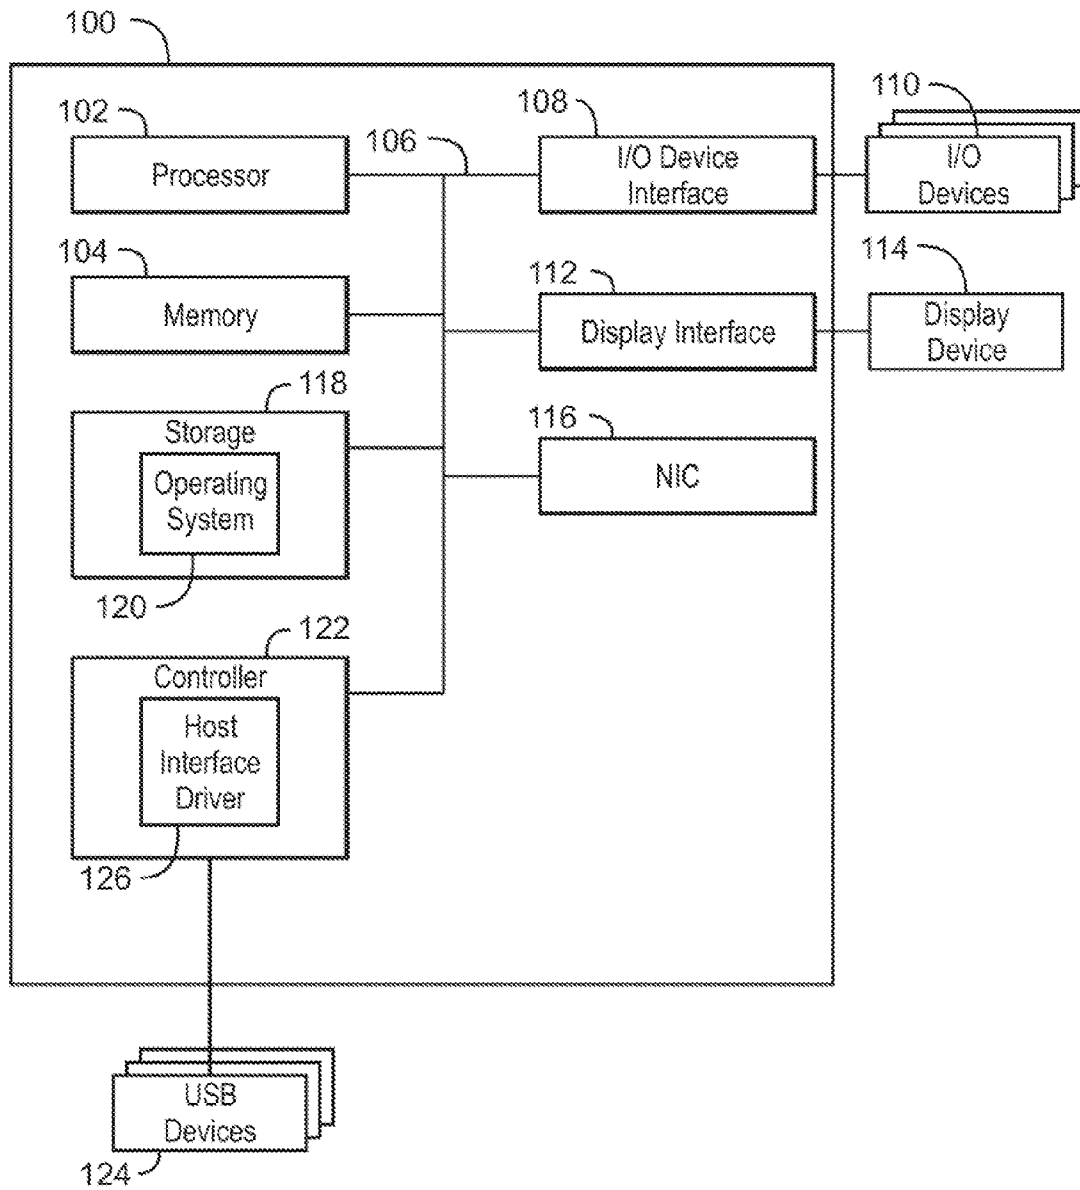 100
102
Processor
106
108
I/O Device
Interface
110
I/O
Devices
104
Memory
112
Display Interface
114
Display
Device
118
Storage
Operating
System
120
116
NIC
122
Controller
Host
Interface
Driver
126
USB
Devices
124